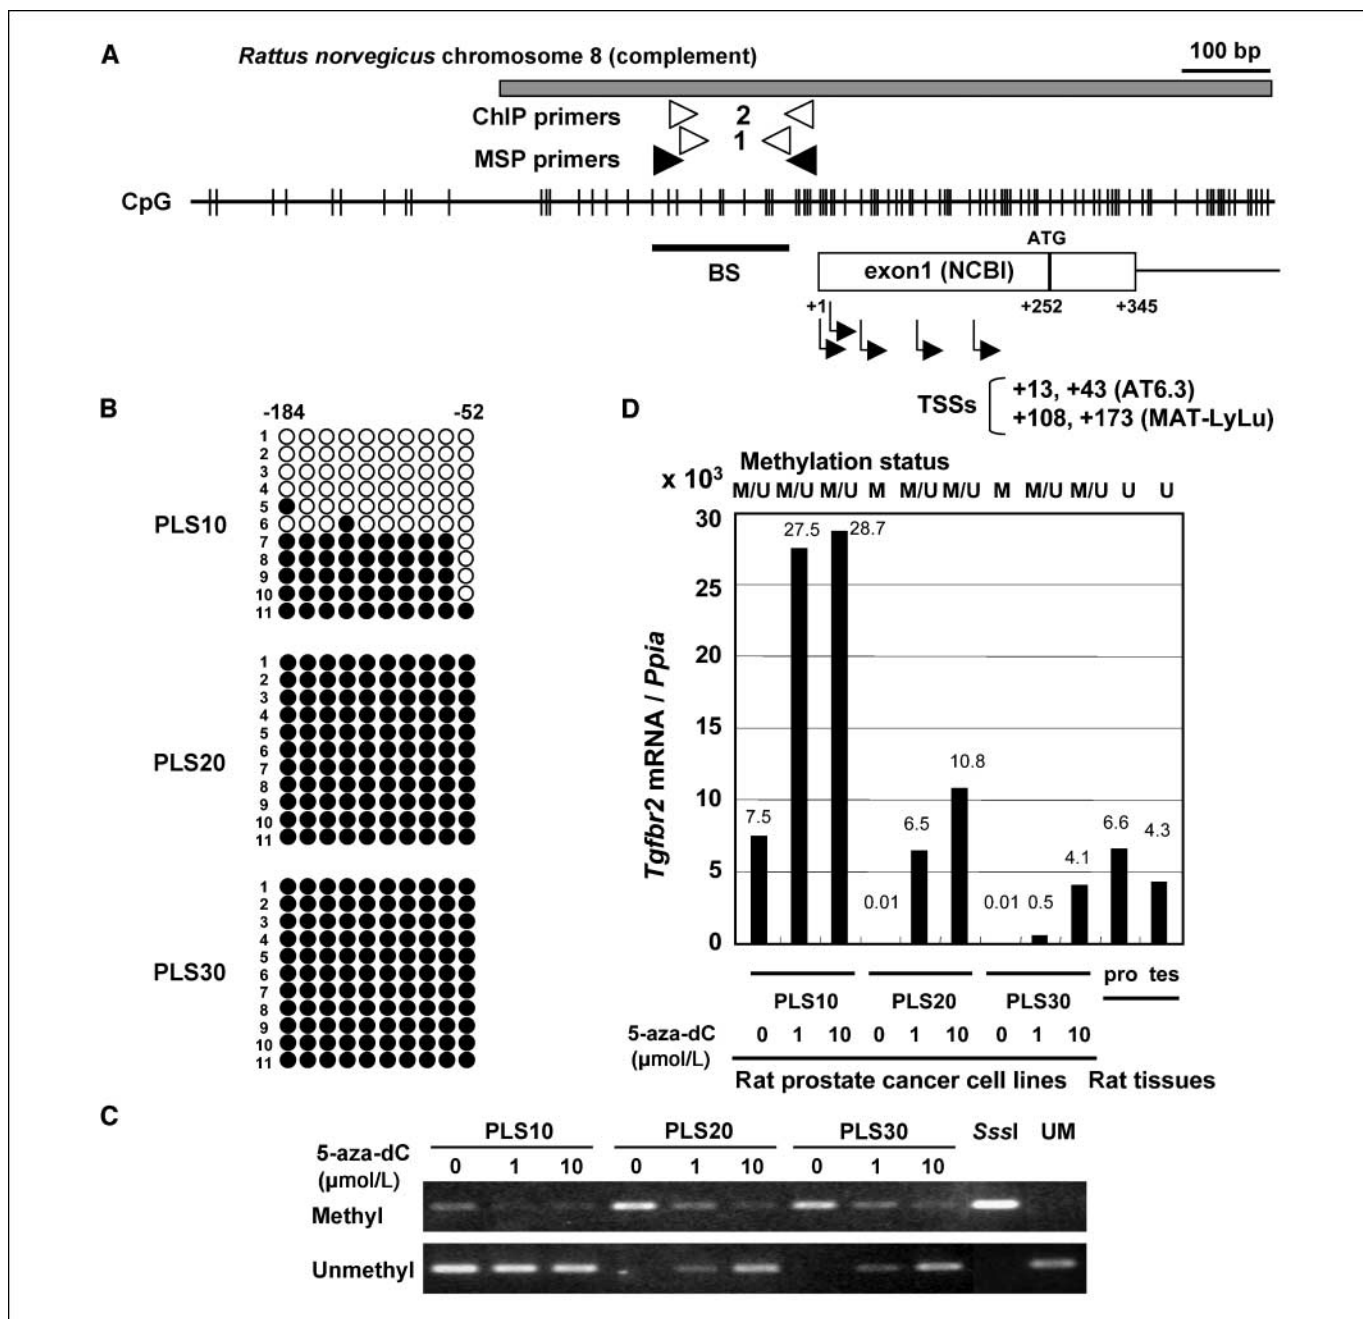 A
Rattus norvegicus chromosome 8 (complement)
100 bp
ChIP primers
2
1
MSP primers
CpG
ATG
BS
exon1 (NCBI)
+1
+252
+345
TSSs
+13, +43 (AT6.3)
+108, +173 (MAT-LyLu)
B
-184
-52
PLS10
1
2
3
4
5
6
7
8
9
10
11
PLS20
1
2
3
4
5
6
7
8
9
10
11
PLS30
1
2
3
4
5
6
7
8
9
10
11
D
Methylation status
x 10³
M/U M/U M/U M M/U M/U M M/U M/U U U
Tgfbr2 mRNA / Ppia
30
25
20
15
10
5
0
7.5
27.5
28.7
0.01
6.5
10.8
0.01
0.5
4.1
6.6
4.3
pro tes
PLS10 PLS20 PLS30
5-aza-dC
(µmol/L)
0 1 10 0 1 10 0 1 10
Rat prostate cancer cell lines Rat tissues
C
PLS10 PLS20 PLS30 SssI UM
5-aza-dC
(µmol/L)
0 1 10 0 1 10 0 1 10
Methyl
Unmethyl